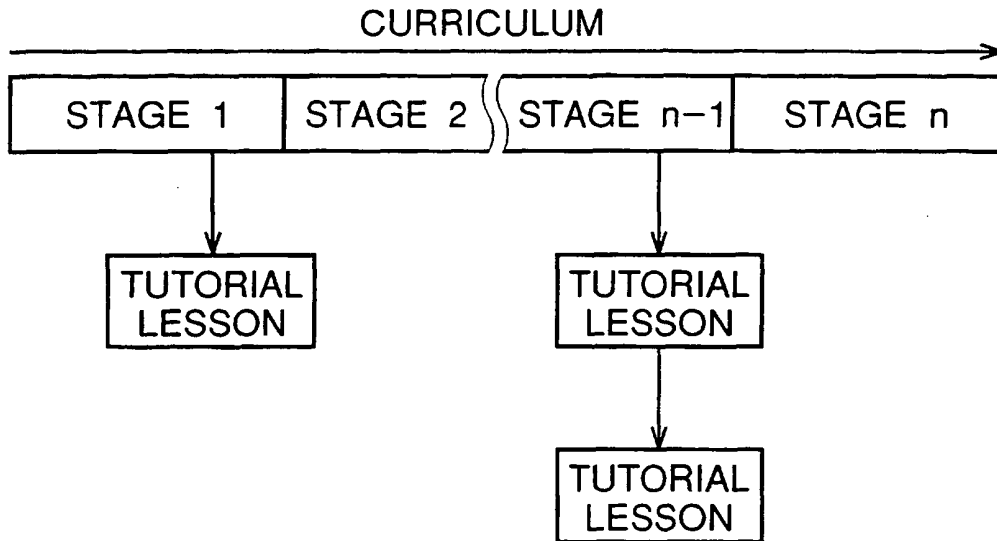 CURRICULUM
STAGE 1 STAGE 2 STAGE n-1 STAGE n
TUTORIAL LESSON
TUTORIAL LESSON
TUTORIAL LESSON